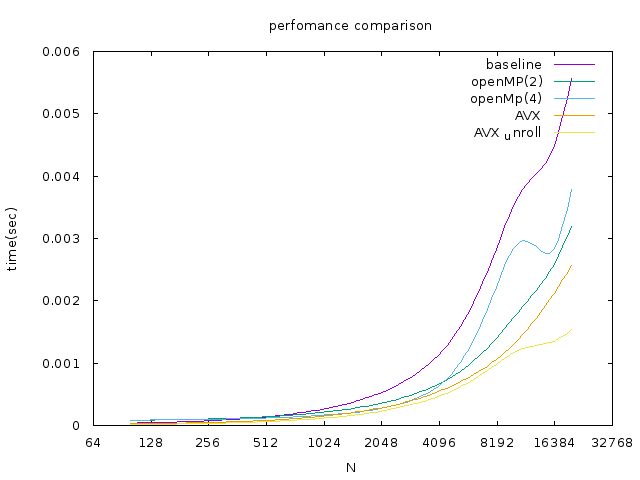 perfomance comparison
0.006
0.005
0.004
0.003
0.002
0.001
0
time(sec)
baseline
openMP(2)
openMp(4)
AVX
AVX unroll
64 128 256 512 1024 2048 4096 8192 16384 32768
N